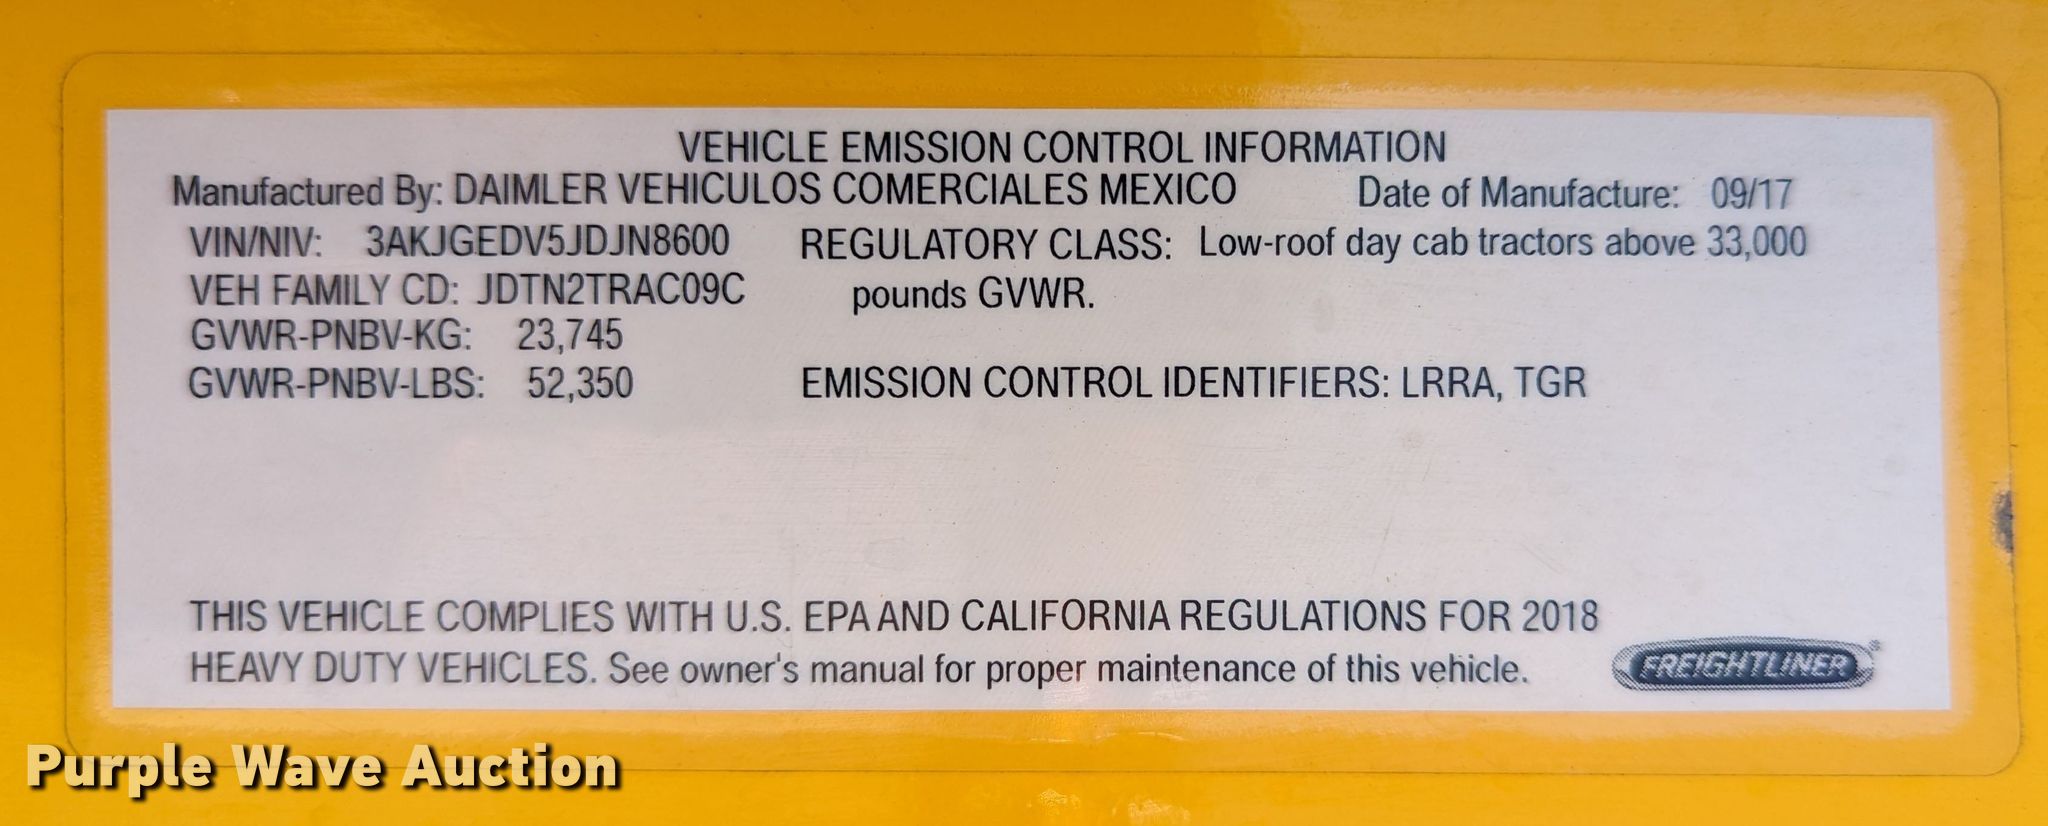 VEHICLE EMISSION CONTROL INFORMATION
Manufactured By: DAIMLER VEHICULOS COMERCIALES MEXICO Date of Manufacture: 09/17
VIN/NIV: 3AKJGEDV5JDJN8600 REGULATORY CLASS: Low-roof day cab tractors above 33,000
VEH FAMILY CD: JDTN2TRAC09C pounds GVWR.
GVWR-PNBV-KG: 23,745
GVWR-PNBV-LBS: 52,350 EMISSION CONTROL IDENTIFIERS: LRRA, TGR
THIS VEHICLE COMPLIES WITH U.S. EPA AND CALIFORNIA REGULATIONS FOR 2018
HEAVY DUTY VEHICLES. See owner's manual for proper maintenance of this vehicle.
FREIGHTLINER®
Purple Wave Auction